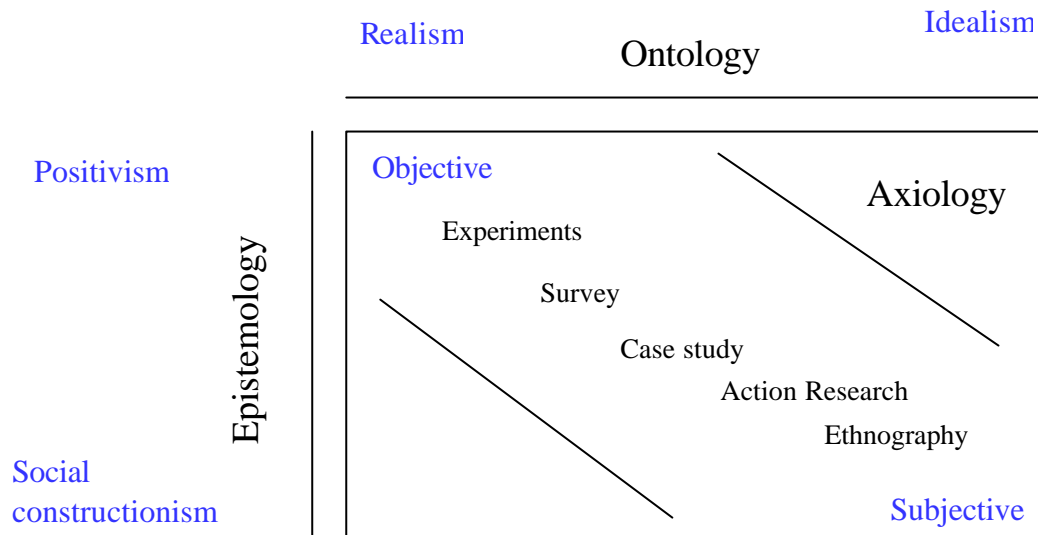 Realism
Idealism
Ontology
Positivism
Objective
Axiology
Experiments
Epistemology
Survey
Case study
Action Research
Ethnography
Social
constructionism
Subjective